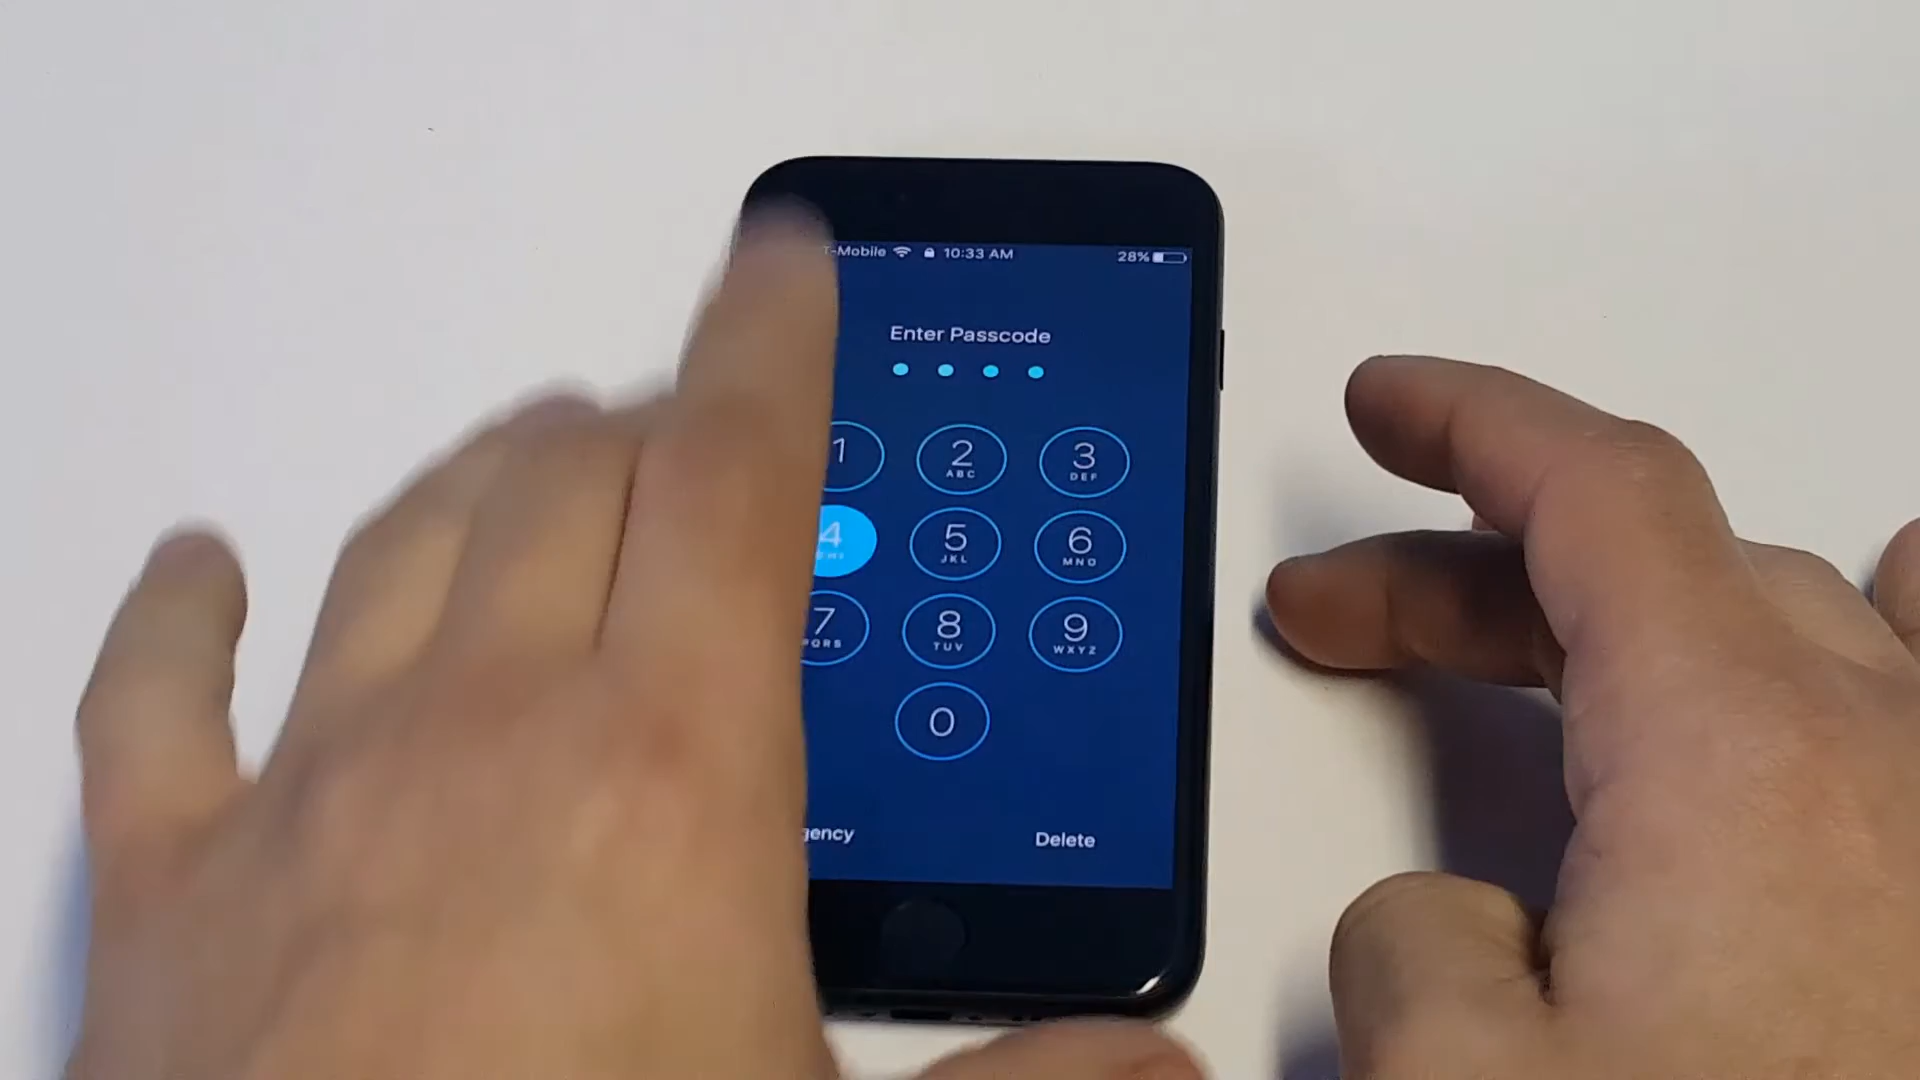 T-Mobile 10:33 AM 28%
Enter Passcode
1 2 3
ABC DEF
4 5 6
JKL MNO
7 8 9
PQRS TUV WXYZ
0
gency Delete